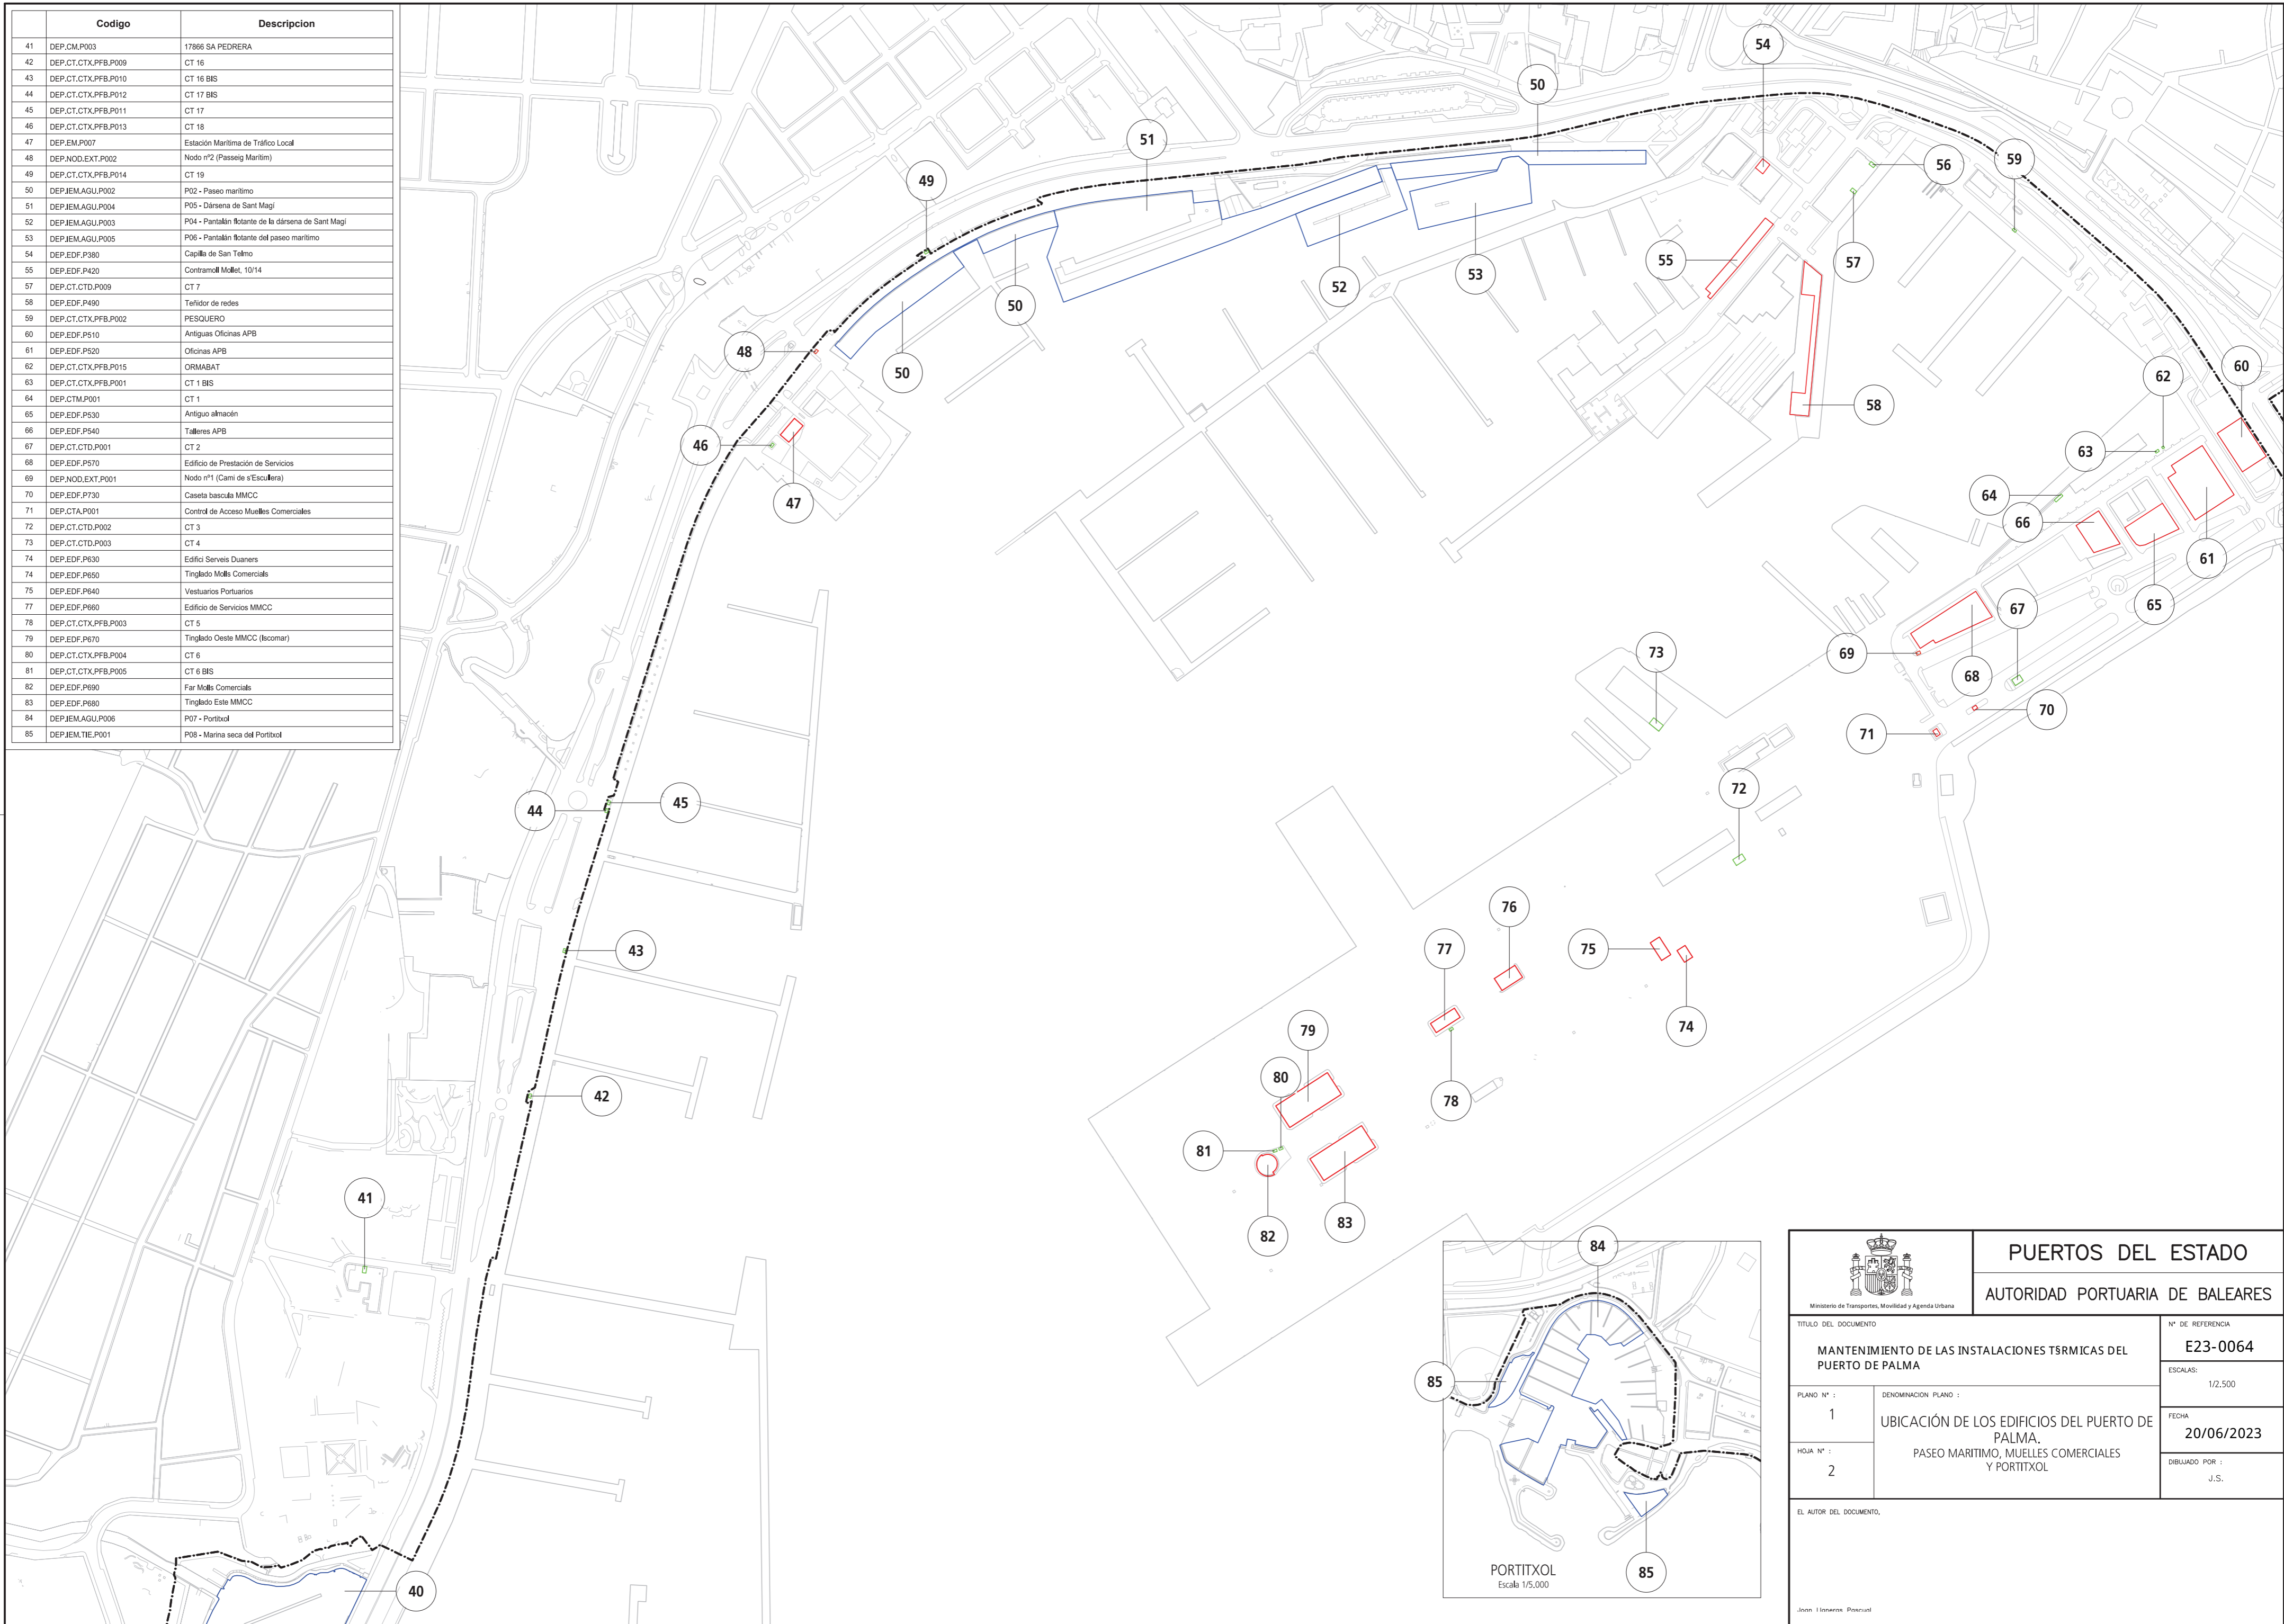 Codigo Descripcion
41 DEP.CM.P003 17866 SA PEDRERA
42 DEP.CT.CTX.PFB.P009 CT 16
43 DEP.CT.CTX.PFB.P010 CT 16 BIS
44 DEP.CT.CTX.PFB.P012 CT 17 BIS
45 DEP.CT.CTX.PFB.P011 CT 17
46 DEP.CT.CTX.PFB.P013 CT 18
47 DEP.EM.P007 Estación Marítima de Tráfico Local
48 DEP.NOD.EXT.P002 Nodo nº2 (Passeig Marítim)
49 DEP.CT.CTX.PFB.P014 CT 19
50 DEP.IEM.AGU.P002 P02 - Paseo marítimo
51 DEP.IEM.AGU.P004 P05 - Dársena de Sant Magí
52 DEP.IEM.AGU.P003 P04 - Pantalán flotante de la dársena de Sant Magí
53 DEP.IEM.AGU.P005 P06 - Pantalán flotante del paseo marítimo
54 DEP.EDF.P380 Capilla de San Telmo
55 DEP.EDF.P420 Contramoll Mollet, 10/14
57 DEP.CT.CTD.P009 CT 7
58 DEP.EDF.P490 Teñidor de redes
59 DEP.CT.CTX.PFB.P002 PESQUERO
60 DEP.EDF.P510 Antiguas Oficinas APB
61 DEP.EDF.P520 Oficinas APB
62 DEP.CT.CTX.PFB.P015 ORMABAT
63 DEP.CT.CTX.PFB.P001 CT 1 BIS
64 DEP.CTM.P001 CT 1
65 DEP.EDF.P530 Antiguo almacén
66 DEP.EDF.P540 Talleres APB
67 DEP.CT.CTD.P001 CT 2
68 DEP.EDF.P570 Edificio de Prestación de Servicios
69 DEP.NOD.EXT.P001 Nodo nº1 (Cami de s'Escullera)
70 DEP.EDF.P730 Caseta bascula MMCC
71 DEP.CTA.P001 Control de Acceso Muelles Comerciales
72 DEP.CT.CTD.P002 CT 3
73 DEP.CT.CTD.P003 CT 4
74 DEP.EDF.P630 Edifici Serveis Duaners
74 DEP.EDF.P650 Tinglado Molls Comercials
75 DEP.EDF.P640 Vestuarios Portuarios
77 DEP.EDF.P660 Edificio de Servicios MMCC
78 DEP.CT.CTX.PFB.P003 CT 5
79 DEP.EDF.P670 Tinglado Oeste MMCC (Iscomar)
80 DEP.CT.CTX.PFB.P004 CT 6
81 DEP.CT.CTX.PFB.P005 CT 6 BIS
82 DEP.EDF.P690 Far Molls Comercials
83 DEP.EDF.P680 Tinglado Este MMCC
84 DEP.IEM.AGU.P006 P07 - Portitxol
85 DEP.IEM.TIE.P001 P08 - Marina seca del Portitxol
54
50
51
49
56
59
57
55
53
52
50
50
48
46
47
58
60
62
63
64
66
61
65
67
68
69
70
71
73
72
44
45
43
42
41
40
76
77
75
74
78
79
80
81
82
83
84
85
85
PORTITXOL
Escala 1/5.000
Ministerio de Transportes, Movilidad y Agenda Urbana
PUERTOS DEL ESTADO
AUTORIDAD PORTUARIA DE BALEARES
TITULO DEL DOCUMENTO
MANTENIMIENTO DE LAS INSTALACIONES T§RMICAS DEL
PUERTO DE PALMA
Nº DE REFERENCIA
E23-0064
ESCALAS:
1/2,500
PLANO Nº :
1
DENOMINACION PLANO :
UBICACIÓN DE LOS EDIFICIOS DEL PUERTO DE
PALMA.
PASEO MARITIMO, MUELLES COMERCIALES
Y PORTITXOL
FECHA
20/06/2023
HOJA Nº :
2
DIBUJADO POR :
J.S.
EL AUTOR DEL DOCUMENTO,
Joan Llaneras Pascual